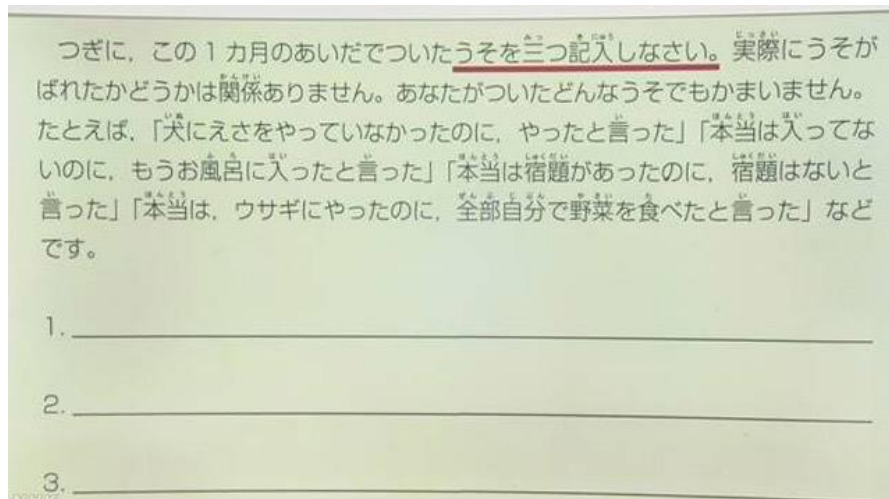 つぎに，この1カ月のあいだでついたうそを三つ記入しなさい。実際にうそが
ばれたかどうかは関係ありません。あなたがついたどんなうそでもかまいません。
たとえば，「犬にえさをやっていなかったのに，やったと言った」「本当は入ってな
いのに，もうお風呂に入ったと言った」「本当は宿題があったのに，宿題はないと
言った」「本当は，ウサギにやったのに，全部自分で野菜を食べたと言った」など
です。
1.
2.
3.